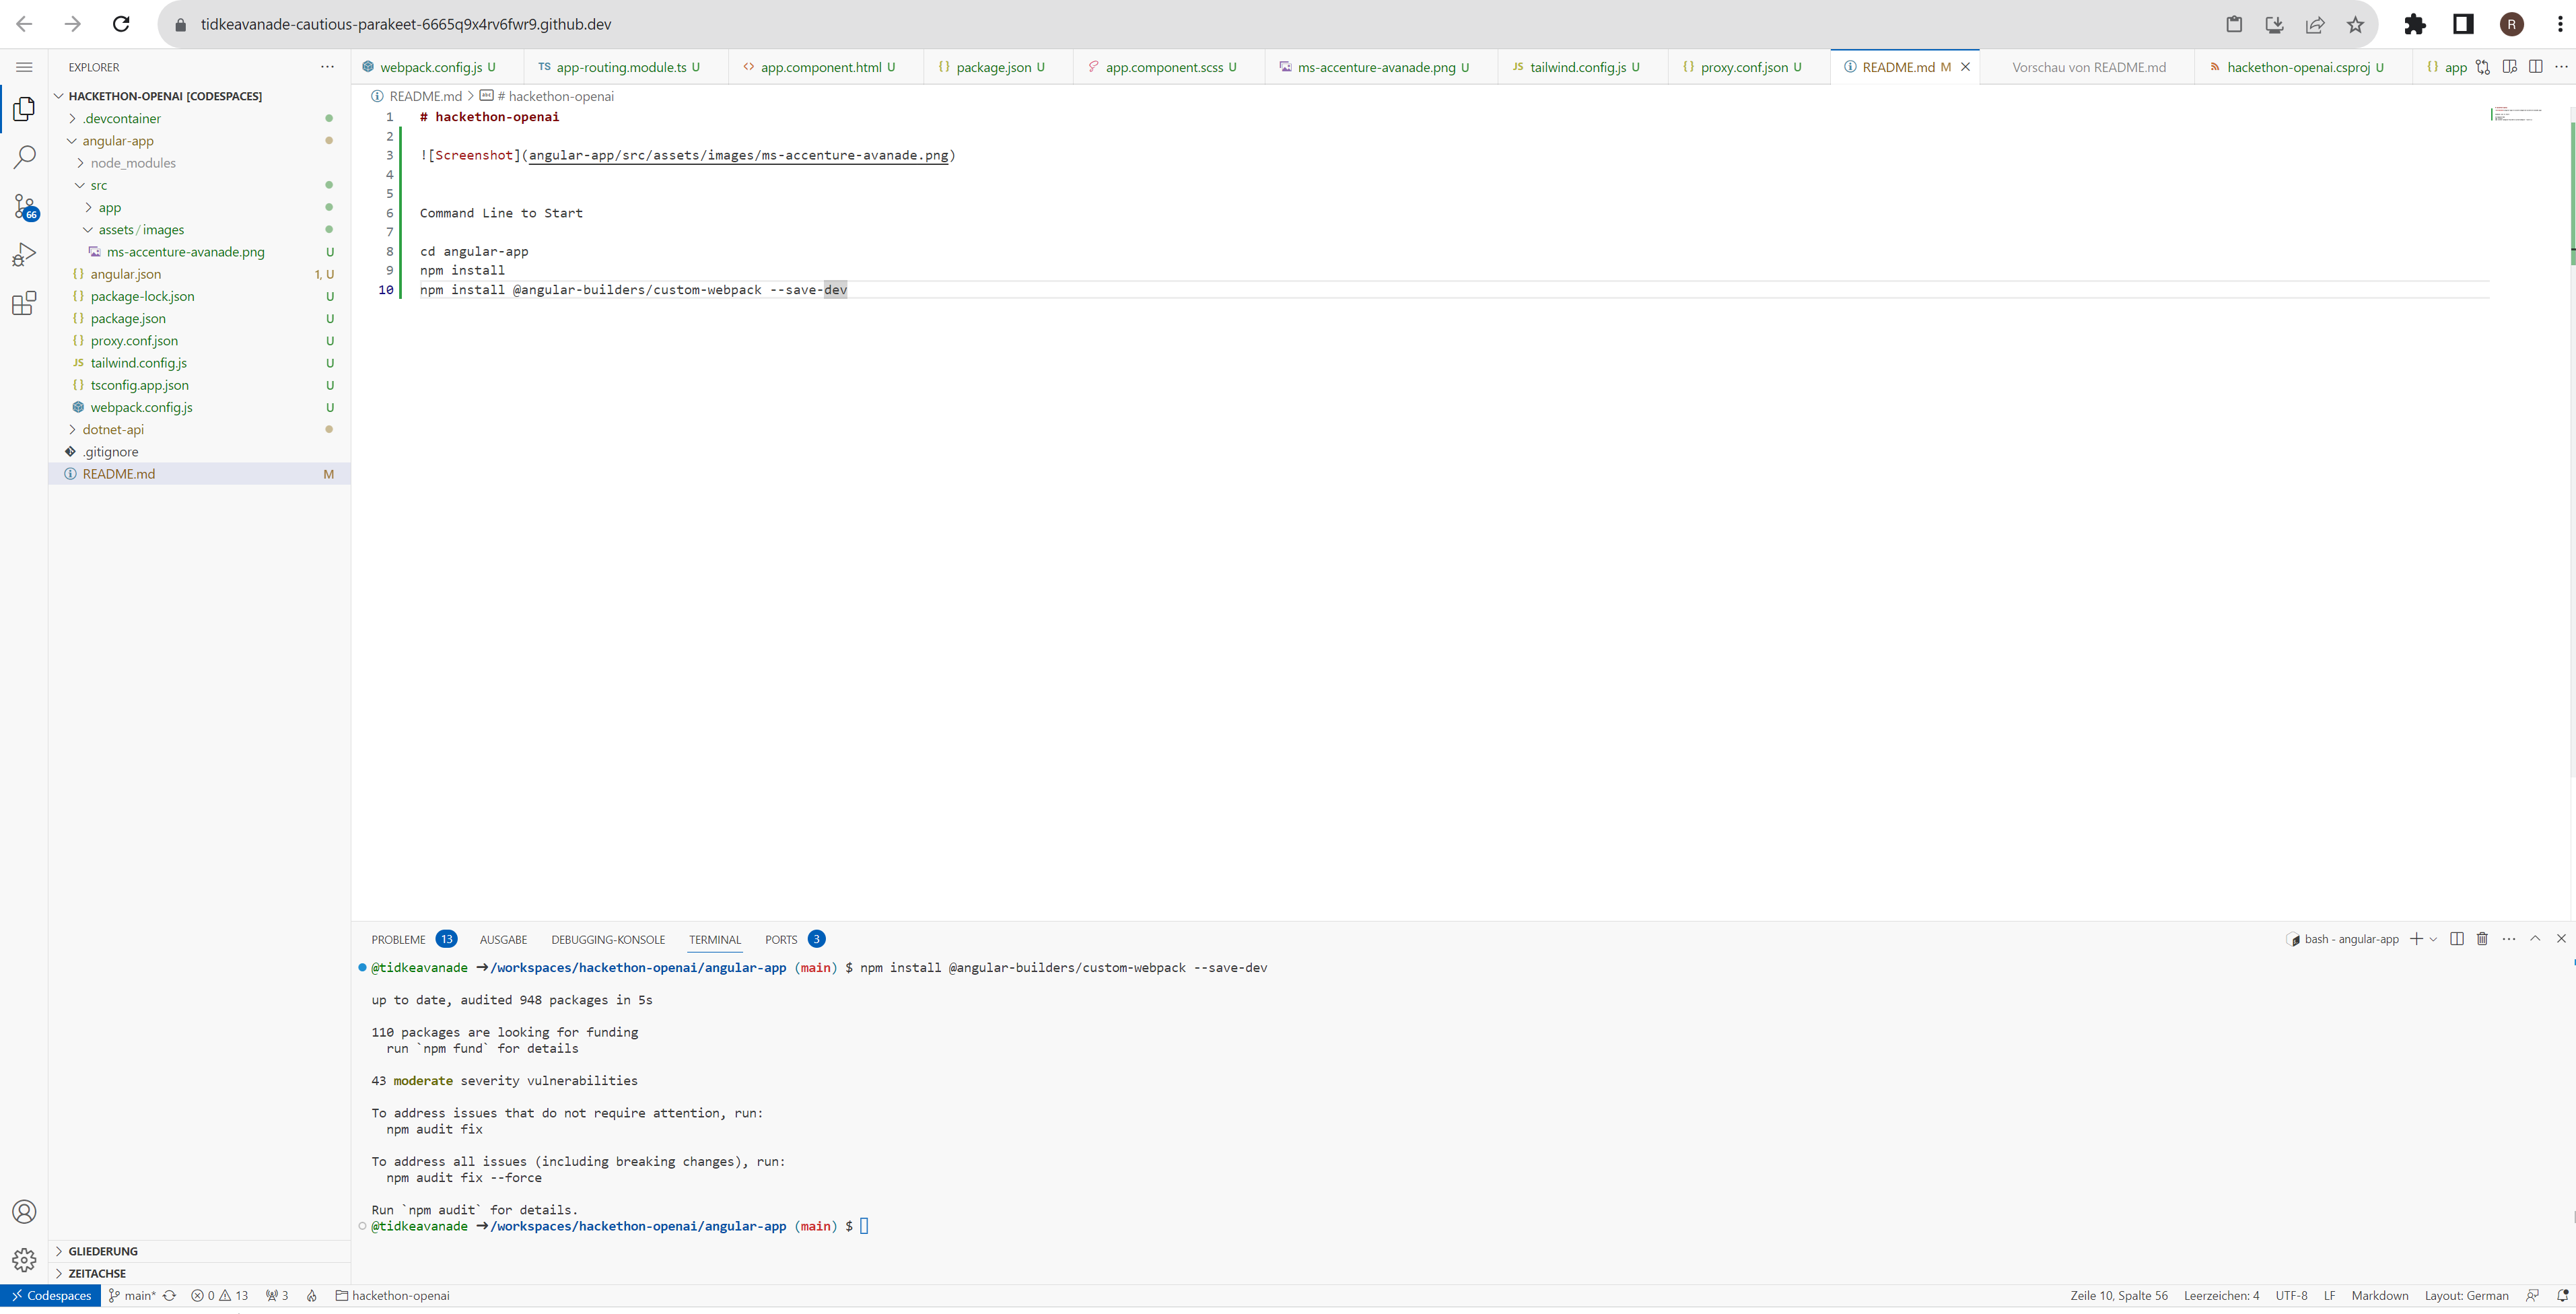 tidkeavanade-cautious-parakeet-6665q9x4rv6fwr9.github.dev
R
EXPLORER
webpack.config.js U
TS app-routing.module.ts U
app.component.html U
{} package.json U
app.component.scss U
ms-accenture-avanade.png U
JS tailwind.config.js U
{} proxy.conf.json U
README.md M
Vorschau von README.md
hackethon-openai.csproj U
{} app
HACKETHON-OPENAI [CODESPACES]
.devcontainer
angular-app
node_modules
src
app
assets / images
ms-accenture-avanade.png U
{} angular.json 1, U
{} package-lock.json U
{} package.json U
{} proxy.conf.json U
JS tailwind.config.js U
{} tsconfig.app.json U
webpack.config.js U
dotnet-api
.gitignore
README.md M
66
README.md > # hackethon-openai
1 # hackethon-openai
2
3 ![Screenshot](angular-app/src/assets/images/ms-accenture-avanade.png)
4
5
6 Command Line to Start
7
8 cd angular-app
9 npm install
10 npm install @angular-builders/custom-webpack --save-dev
PROBLEME 13 AUSGABE DEBUGGING-KONSOLE TERMINAL PORTS 3
bash - angular-app
@tidkeavanade ➜ /workspaces/hackethon-openai/angular-app (main) $ npm install @angular-builders/custom-webpack --save-dev
up to date, audited 948 packages in 5s
110 packages are looking for funding
run `npm fund` for details
43 moderate severity vulnerabilities
To address issues that do not require attention, run:
npm audit fix
To address all issues (including breaking changes), run:
npm audit fix --force
Run `npm audit` for details.
@tidkeavanade ➜ /workspaces/hackethon-openai/angular-app (main) $
GLIEDERUNG
ZEITACHSE
Codespaces main* 0 13 3 hackethon-openai
Zeile 10, Spalte 56 Leerzeichen: 4 UTF-8 LF Markdown Layout: German